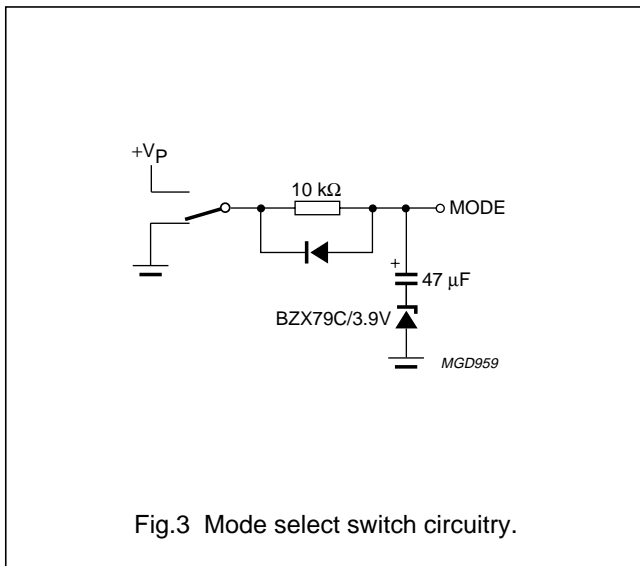 +VP
10 kΩ
MODE
+
47 μF
BZX79C/3.9V
MGD959
Fig.3 Mode select switch circuitry.